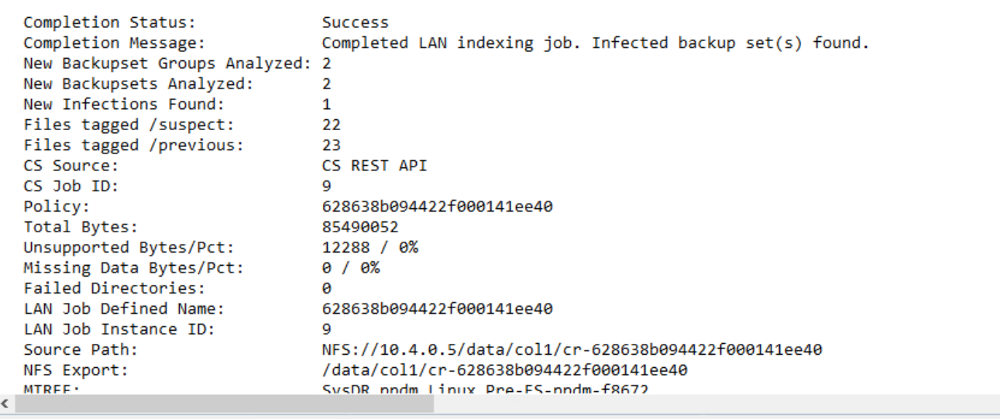 Completion Status: Success
Completion Message: Completed LAN indexing job. Infected backup set(s) found.
New Backupset Groups Analyzed: 2
New Backupsets Analyzed: 2
New Infections Found: 1
Files tagged /suspect: 22
Files tagged /previous: 23
CS Source: CS REST API
CS Job ID: 9
Policy: 628638b094422f000141ee40
Total Bytes: 85490052
Unsupported Bytes/Pct: 12288 / 0%
Missing Data Bytes/Pct: 0 / 0%
Failed Directories: 0
LAN Job Defined Name: 628638b094422f000141ee40
LAN Job Instance ID: 9
Source Path: NFS://10.4.0.5/data/col1/cr-628638b094422f000141ee40
NFS Export: /data/col1/cr-628638b094422f000141ee40
MTREE: SysDR_ppdm_Linux_Pre-FS-ppdm-f8672